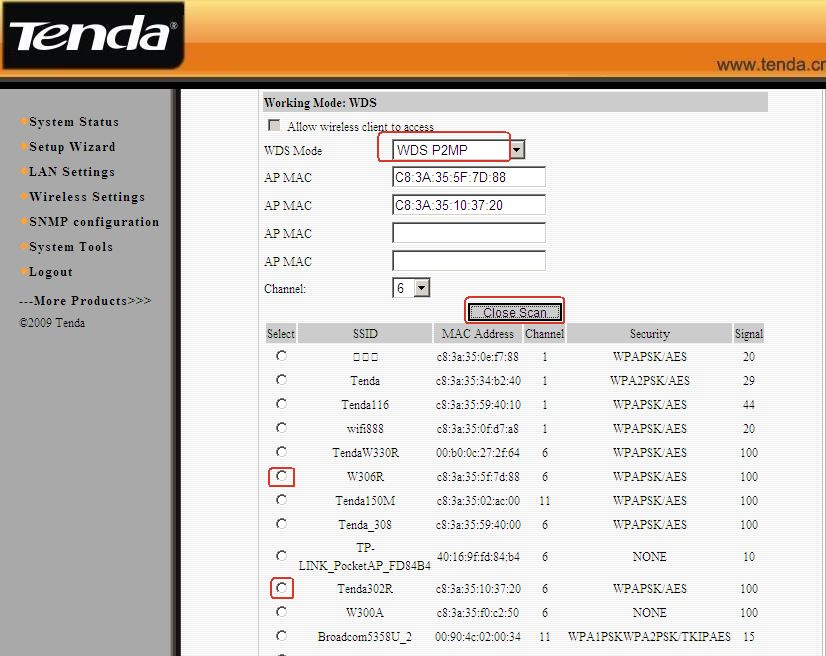 Tenda®
www.tenda.cn
System Status
Setup Wizard
LAN Settings
Wireless Settings
SNMP configuration
System Tools
Logout
---More Products>>>
©2009 Tenda
Working Mode: WDS
Allow wireless client to access
WDS Mode WDS P2MP
AP MAC C8:3A:35:5F:7D:88
AP MAC C8:3A:35:10:37:20
AP MAC
AP MAC
Channel: 6
Close Scan
Select SSID MAC Address Channel Security Signal
□□□ c8:3a:35:0e:f7:88 1 WPAPSK/AES 20
Tenda c8:3a:35:34:b2:40 1 WPA2PSK/AES 29
Tenda116 c8:3a:35:59:40:10 1 WPAPSK/AES 44
wifi888 c8:3a:35:0f:d7:a8 1 WPAPSK/AES 20
TendaW330R 00:b0:0c:27:2f:64 6 WPAPSK/AES 100
W306R c8:3a:35:5f:7d:88 6 WPAPSK/AES 100
Tenda150M c8:3a:35:02:ac:00 11 WPAPSK/AES 100
Tenda_308 c8:3a:35:59:40:00 6 WPAPSK/AES 100
TP-
LINK_PocketAP_FD84B4 40:16:9f:fd:84:b4 6 NONE 10
Tenda302R c8:3a:35:10:37:20 6 WPAPSK/AES 100
W300A c8:3a:35:f0:c2:50 6 NONE 100
Broadcom5358U_2 00:90:4c:02:00:34 11 WPA1PSKWPA2PSK/TKIPAES 15